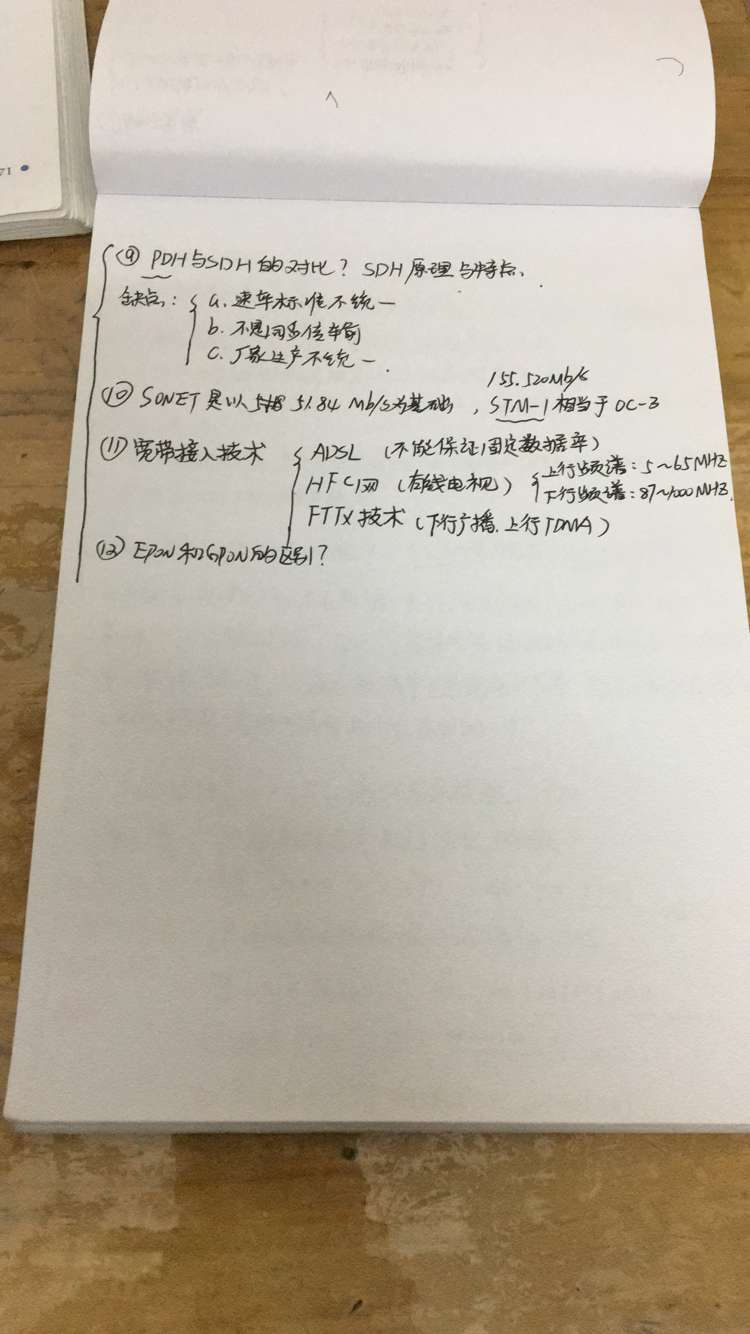 ⑨ PDH与SDH的对比？ SDH原理与特点、
缺点： a. 速率标准不统一
b. 不是同步传输
c. 厂家生产不统一.
155.520Mb/s
⑩ SONET是以 51.84 Mb/s为基础，STM-1相当于OC-3
⑪ 宽带接入技术 ADSL (不能保证固定数据率)
HFC网 (有线电视) 上行频谱：5~65MHZ
下行频谱：87~1000MHZ.
FTTx技术 (下行广播. 上行TDMA)
⑫ EPON和GPON的区别？
171